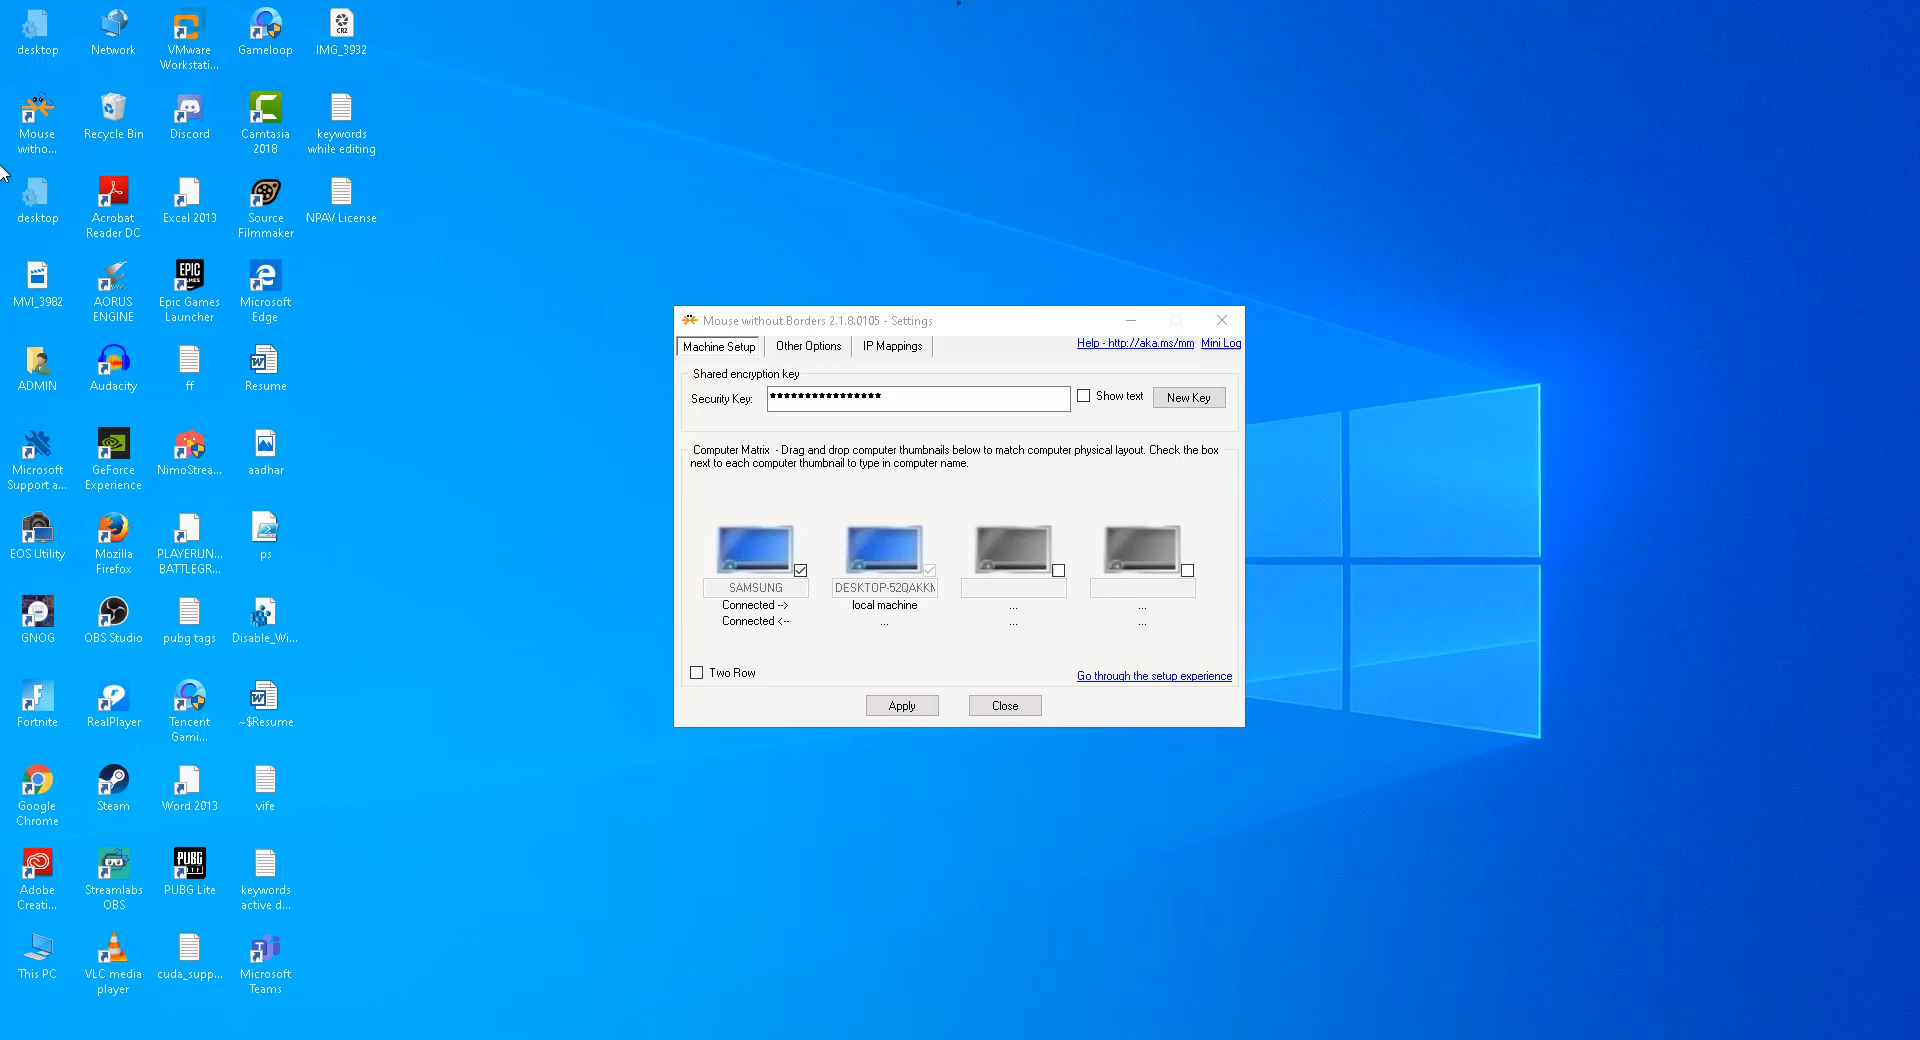 desktop
Network
VMware
Workstati...
Gameloop
IMG_3932
Mouse
witho...
Recycle Bin
Discord
Camtasia
2018
keywords
while editing
desktop
Acrobat
Reader DC
Excel 2013
Source
Filmmaker
NPAV License
MVI_3982
AORUS
ENGINE
Epic Games
Launcher
Microsoft
Edge
ADMIN
Audacity
ff
Resume
Microsoft
Support a...
GeForce
Experience
NimoStrea...
aadhar
EOS Utility
Mozilla
Firefox
PLAYERUN...
BATTLEGR...
ps
GNOG
OBS Studio
pubg tags
Disable_Wi...
Fortnite
RealPlayer
Tencent
Gami...
~$Resume
Google
Chrome
Steam
Word 2013
vife
Adobe
Creati...
Streamlabs
OBS
PUBG Lite
keywords
active d...
This PC
VLC media
player
cuda_supp...
Microsoft
Teams
Mouse without Borders 2.1.8.0105 - Settings
Machine Setup
Other Options
IP Mappings
Help - http://aka.ms/mm
Mini Log
Shared encryption key
Security Key:
****************
Show text
New Key
Computer Matrix - Drag and drop computer thumbnails below to match computer physical layout. Check the box
next to each computer thumbnail to type in computer name.
SAMSUNG
Connected -->
Connected <--
local machine
...
...
...
...
...
Two Row
Go through the setup experience
Apply
Close